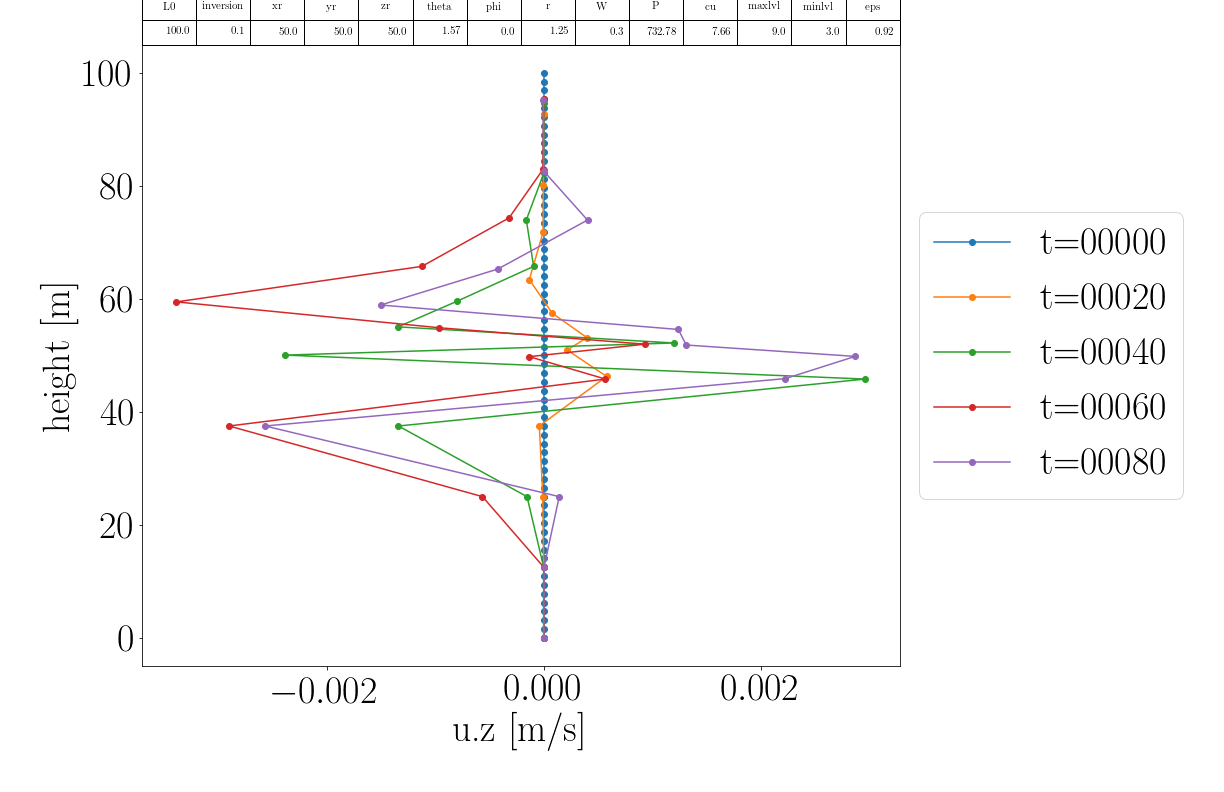 L0 inversion xr yr zr theta phi r W P cu maxlvl minlvl eps
100.0 0.1 50.0 50.0 50.0 1.57 0.0 1.25 0.3 732.78 7.66 9.0 3.0 0.92
100
80
60
40
20
0
height [m]
−0.002 0.000 0.002
u.z [m/s]
t=00000
t=00020
t=00040
t=00060
t=00080